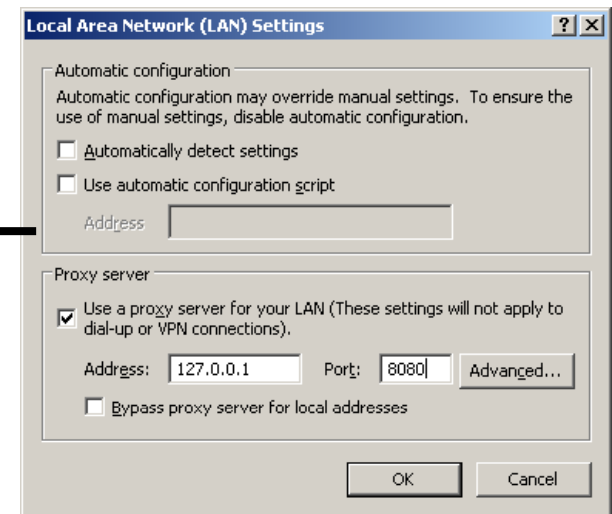 Local Area Network (LAN) Settings
Automatic configuration
Automatic configuration may override manual settings. To ensure the
use of manual settings, disable automatic configuration.
Automatically detect settings
Use automatic configuration script
Address
Proxy server
Use a proxy server for your LAN (These settings will not apply to
dial-up or VPN connections).
Address: 127.0.0.1 Port: 8080 Advanced...
Bypass proxy server for local addresses
OK Cancel